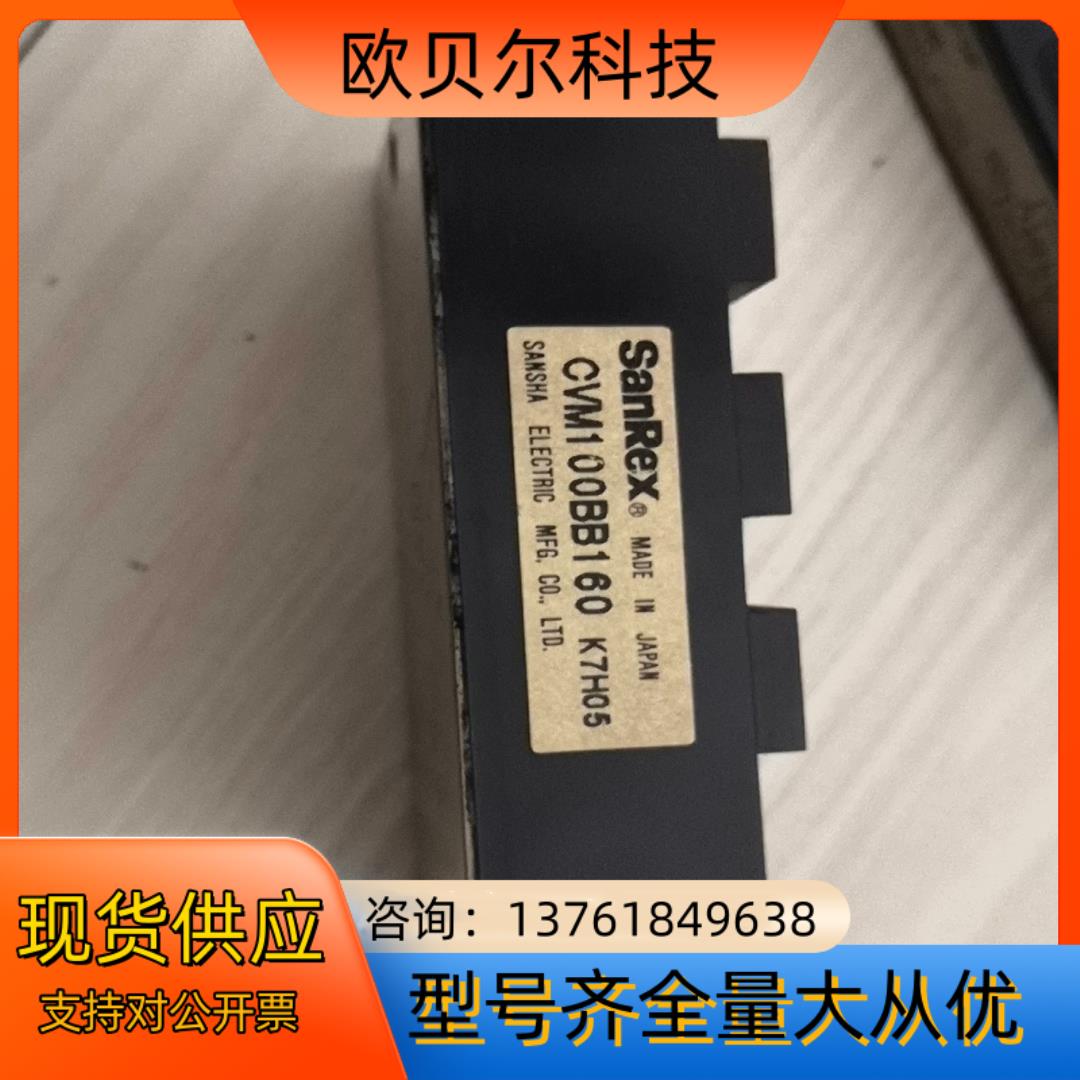 欧贝尔科技
SanRex® MADE IN JAPAN
CVM100BB160 K7H05
SANSHA ELECTRIC MFG. CO., LTD.
现货供应
支持对公开票
咨询：13761849638
型号齐全量大从优